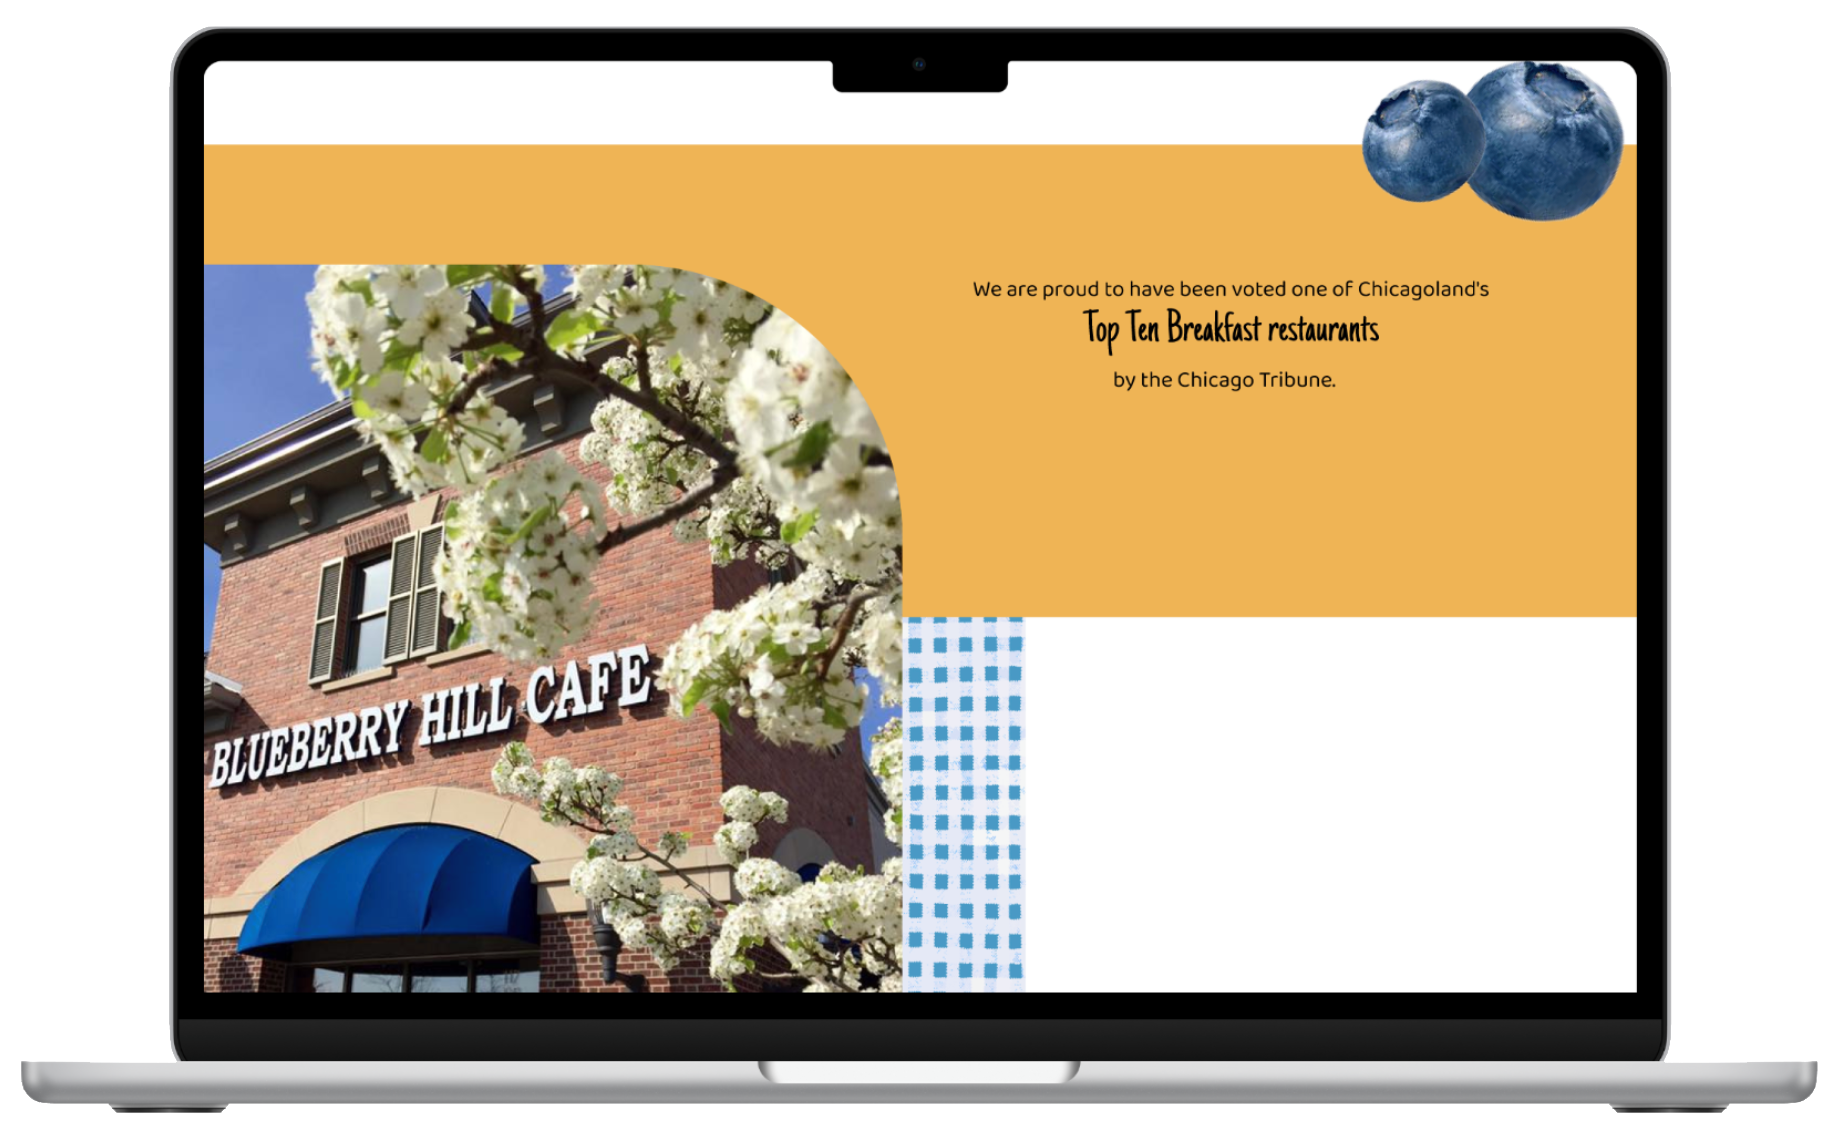 We are proud to have been voted one of Chicagoland's
Top Ten Breakfast restaurants
by the Chicago Tribune.
BLUEBERRY HILL CAFE